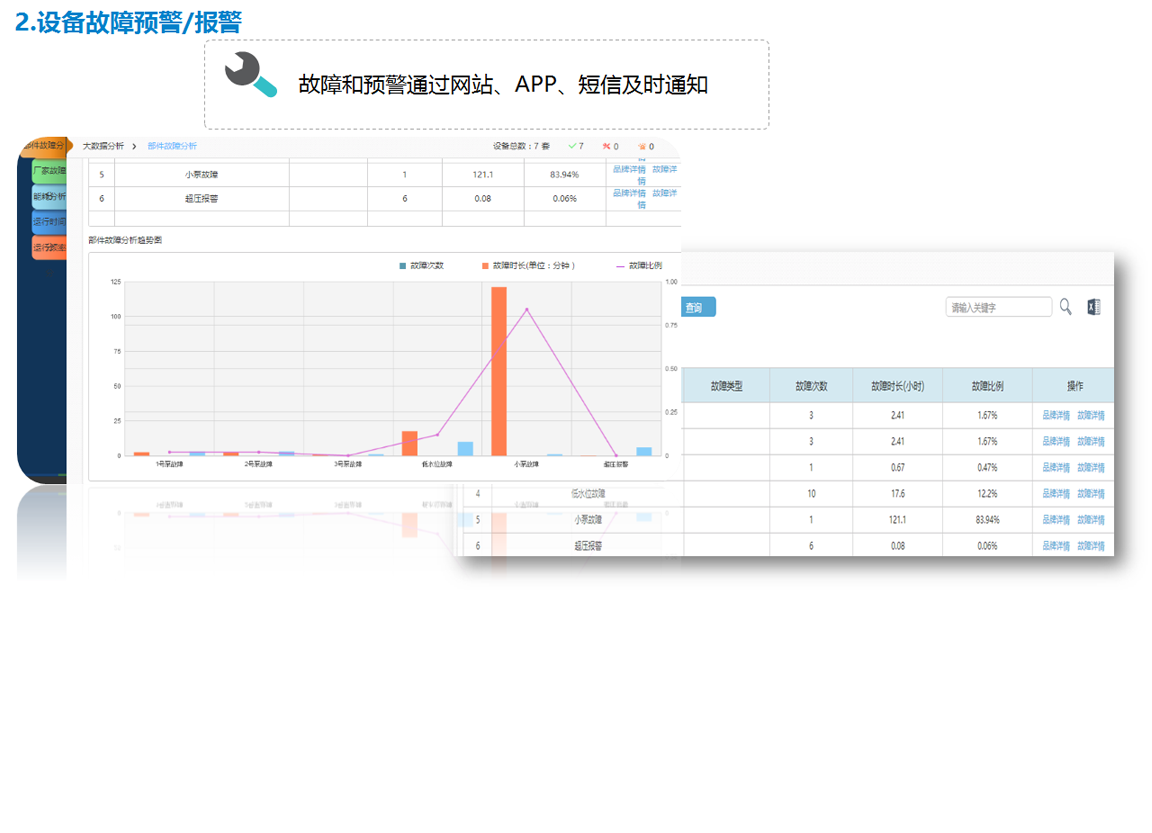 2.设备故障预警/报警
故障和预警通过网站、APP、短信及时通知
部件故障分
厂家故障
能耗分析
运行时间
运行频率
大数据分析 > 部件故障分析 设备总数：7 套 7 0 0
5 小泵故障 1 121.1 83.94% 品牌详情 故障详情
6 超压报警 6 0.08 0.06% 品牌详情 故障详情
部件故障分析趋势图
故障次数 故障时长(单位：分钟) 故障比例
125 1.00
100 0.75
75 0.50
50 0.25
25
0 0
1号泵故障 2号泵故障 3号泵故障 低水位故障 小泵故障 超压报警
查询 请输入关键字
故障类型 故障次数 故障时长(小时) 故障比例 操作
3 2.41 1.67% 品牌详情 故障详情
3 2.41 1.67% 品牌详情 故障详情
1 0.67 0.47% 品牌详情 故障详情
4 低水位故障 10 17.6 12.2% 品牌详情 故障详情
5 小泵故障 1 121.1 83.94% 品牌详情 故障详情
6 超压报警 6 0.08 0.06% 品牌详情 故障详情